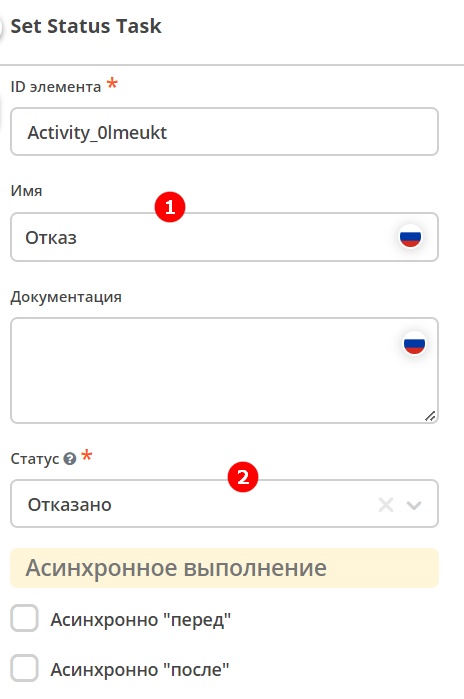 Set Status Task
ID элемента *
Activity_0lmeukt
Имя
1
Отказ
Документация
Статус ? *
2
Отказано
Асинхронное выполнение
Асинхронно "перед"
Асинхронно "после"